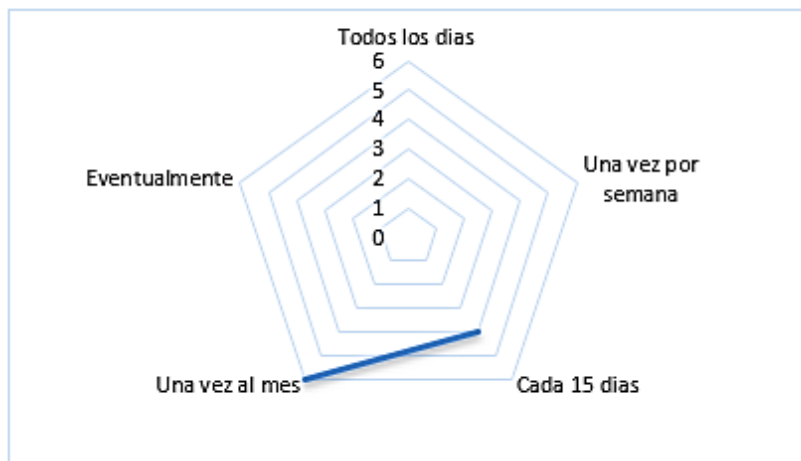 Todos los dias
6
5
4
3
2
1
0
Una vez por
semana
Eventualmente
Una vez al mes
Cada 15 dias